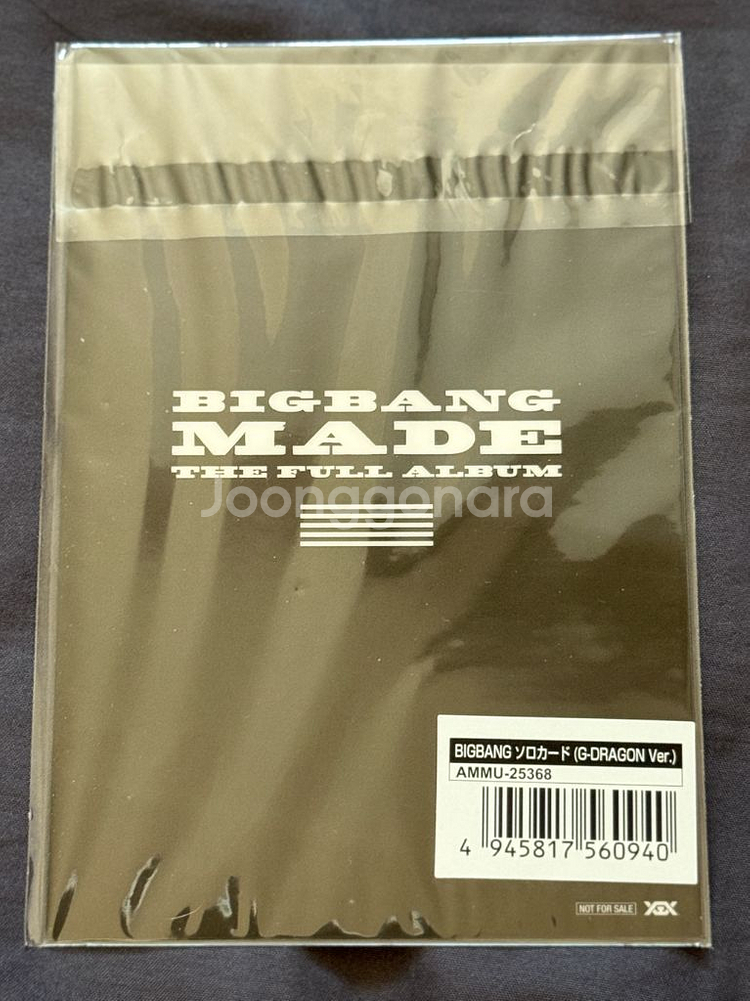 BIGBANG
MADE
THE FULL ALBUM
Joonggonara
BIGBANG ソロカード (G-DRAGON Ver.)
AMMU-25368
4 945817 560940
NOT FOR SALE